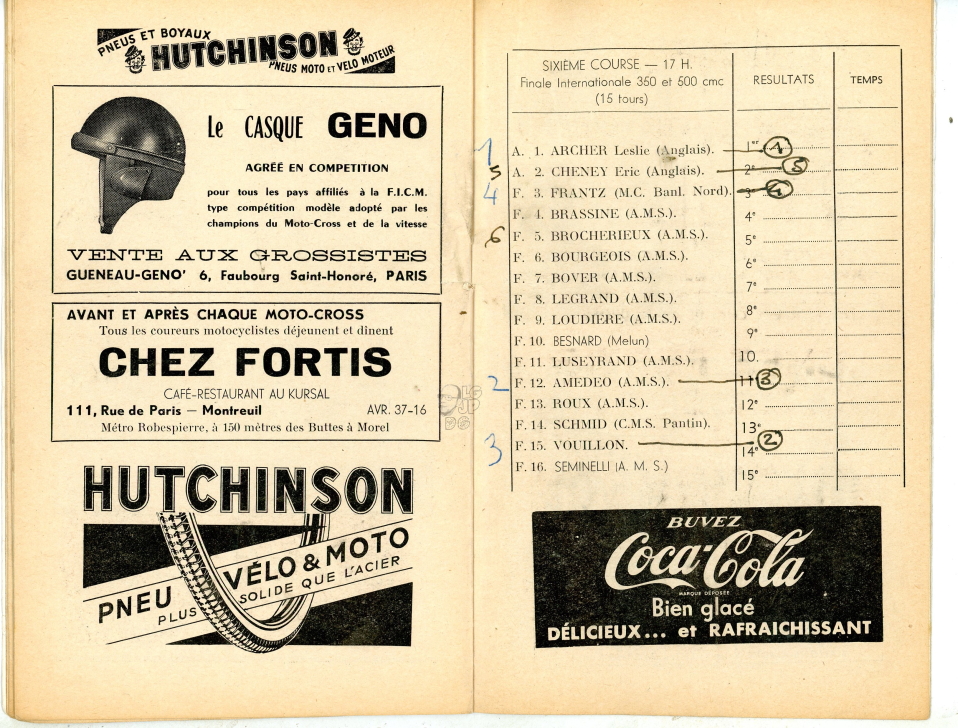 PNEUS ET BOYAUX
HUTCHINSON
PNEUS MOTO ET VELO MOTEUR
Le CASQUE GENO
AGRÉÉ EN COMPETITION
pour tous les pays affiliés à la F.I.C.M.
type compétition modèle adopté par les
champions du Moto-Cross et de la vitesse
VENTE AUX GROSSISTES
GUENEAU-GENO' 6, Faubourg Saint-Honoré, PARIS
AVANT ET APRÈS CHAQUE MOTO-CROSS
Tous les coureurs motocyclistes déjeunent et dinent
CHEZ FORTIS
CAFÉ-RESTAURANT AU KURSAL
111, Rue de Paris — Montreuil AVR. 37-16
Métro Robespierre, à 150 mètres des Buttes à Morel
HUTCHINSON
PNEU VÉLO & MOTO
PLUS SOLIDE QUE L'ACIER
SIXIÈME COURSE — 17 H.
Finale Internationale 350 et 500 cmc
(15 tours)
RESULTATS
TEMPS
1 A. 1. ARCHER Leslie (Anglais). 1er 1
5 A. 2. CHENEY Eric (Anglais). 2e 5
4 F. 3. FRANTZ (M.C. Banl. Nord). 3e 4
F. 4. BRASSINE (A.M.S.). 4e
6 F. 5. BROCHERIEUX (A.M.S.). 5e
F. 6. BOURGEOIS (A.M.S.). 6e
F. 7. BOVER (A.M.S.). 7e
F. 8. LEGRAND (A.M.S.). 8e
F. 9. LOUDIERE (A.M.S.). 9e
F. 10. BESNARD (Melun) 10.
F. 11. LUSEYRAND (A.M.S.).
2 F. 12. AMEDEO (A.M.S.). 11e 3
F. 13. ROUX (A.M.S.). 12e
F. 14. SCHMID (C.M.S. Pantin). 13e
3 F. 15. VOUILLON. 14e 2
F. 16. SEMINELLI (A. M. S.) 15e
BUVEZ
Coca-Cola
MARQUE DÉPOSÉE
Bien glacé
DÉLICIEUX... et RAFRAICHISSANT